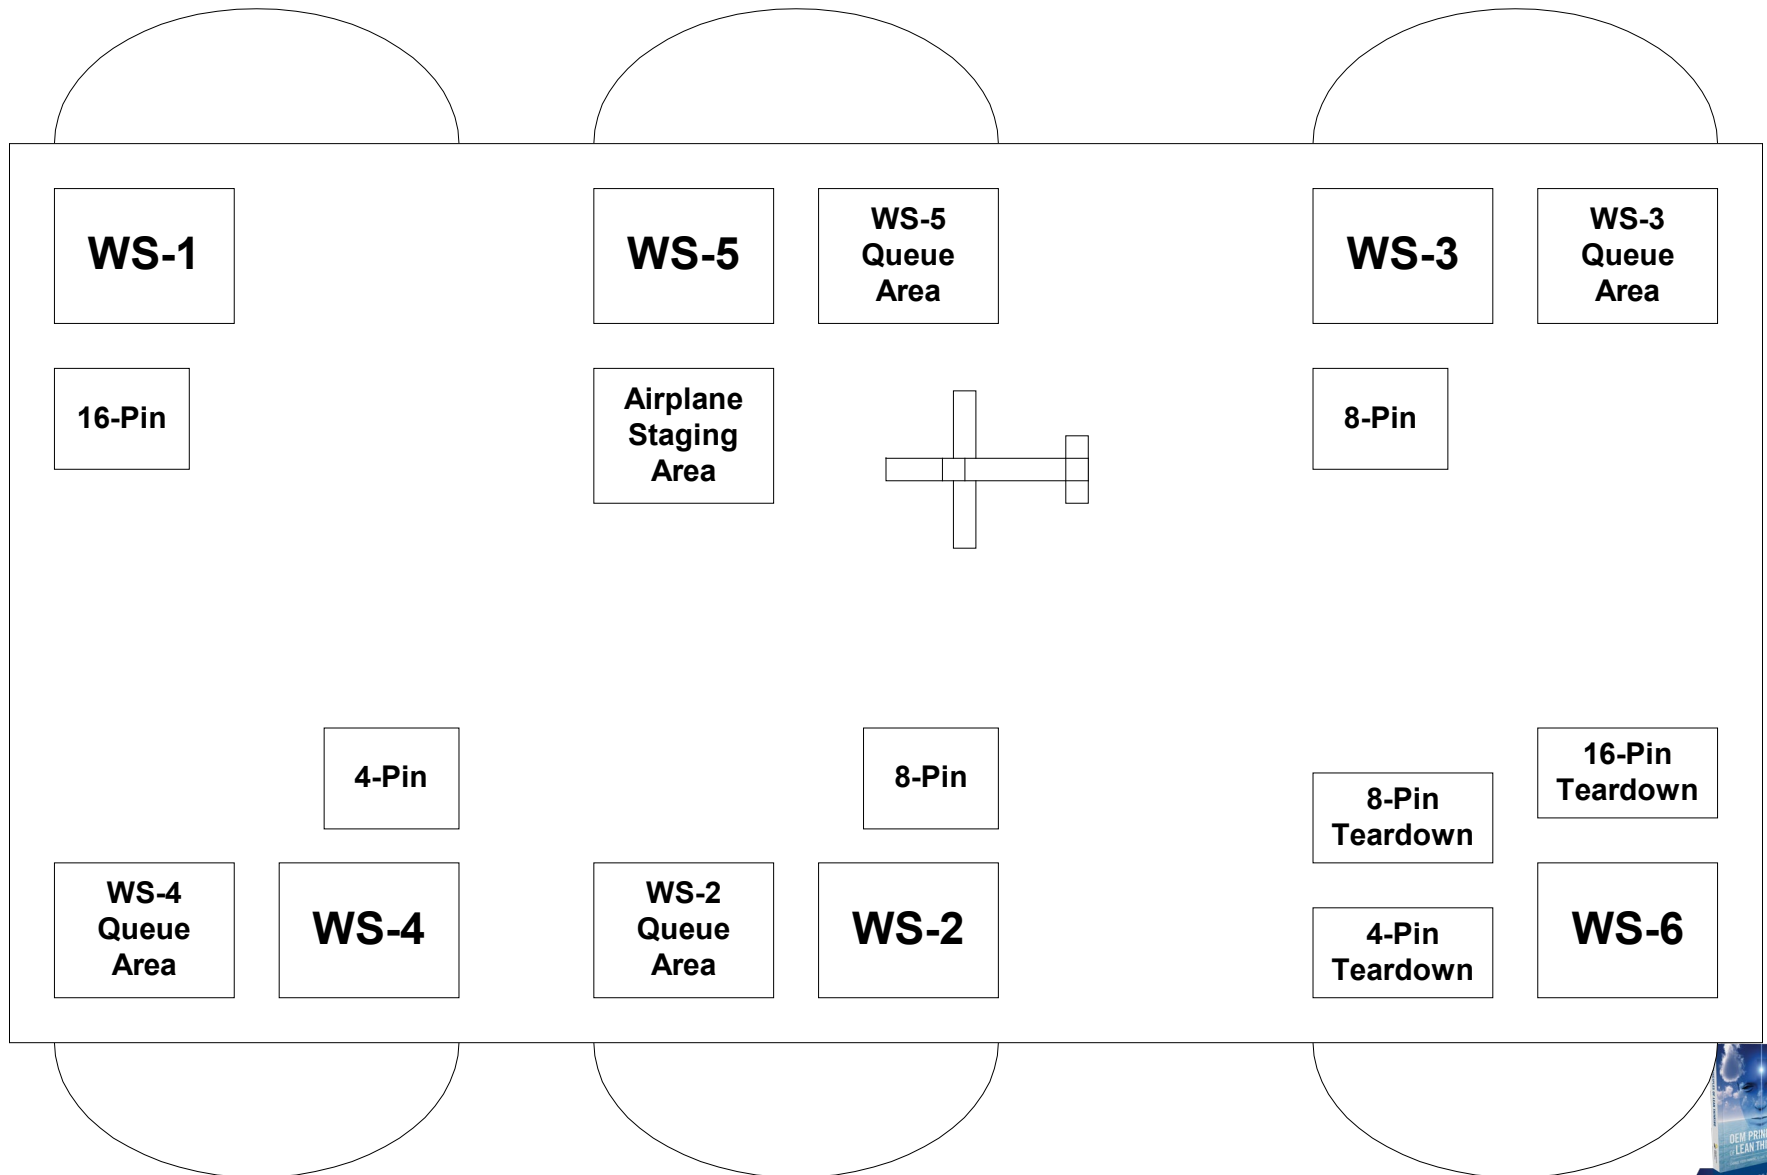 WS-1
WS-5
WS-5
Queue
Area
WS-3
WS-3
Queue
Area
16-Pin
Airplane
Staging
Area
8-Pin
4-Pin
8-Pin
8-Pin
Teardown
16-Pin
Teardown
WS-4
Queue
Area
WS-4
WS-2
Queue
Area
WS-2
4-Pin
Teardown
WS-6